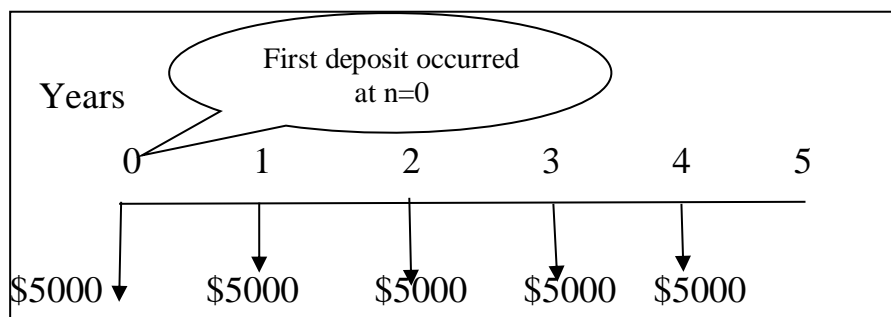 First deposit occurred
at n=0
Years
0 1 2 3 4 5
$5000 $5000 $5000 $5000 $5000